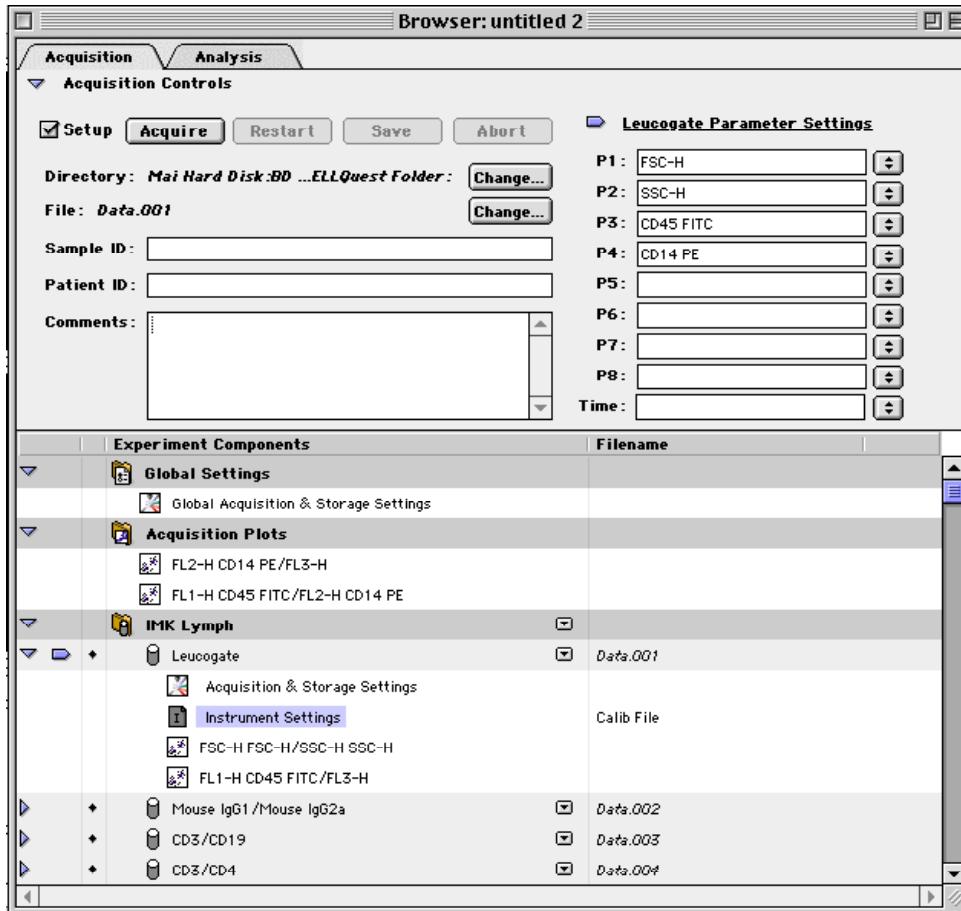 Browser: untitled 2
Acquisition
Analysis
Acquisition Controls
Setup Acquire Restart Save Abort
Directory: Mai Hard Disk:BD ...ELLQuest Folder: Change...
File: Data.001 Change...
Sample ID:
Patient ID:
Comments:
Leucogate Parameter Settings
P1: FSC-H
P2: SSC-H
P3: CD45 FITC
P4: CD14 PE
P5:
P6:
P7:
P8:
Time:
Experiment Components Filename
Global Settings
Global Acquisition & Storage Settings
Acquisition Plots
FL2-H CD14 PE/FL3-H
FL1-H CD45 FITC/FL2-H CD14 PE
IMK Lymph
Leucogate Data.001
Acquisition & Storage Settings
I Instrument Settings Calib File
FSC-H FSC-H/SSC-H SSC-H
FL1-H CD45 FITC/FL3-H
Mouse IgG1/Mouse IgG2a Data.002
CD3/CD19 Data.003
CD3/CD4 Data.004